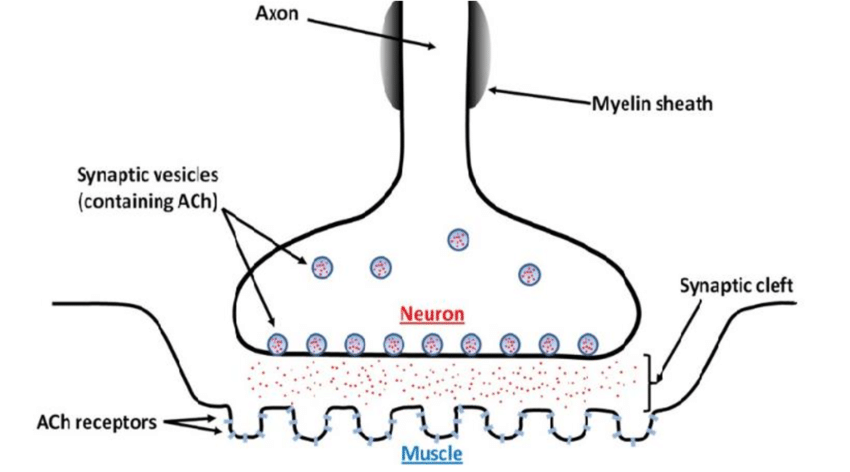 Axon
Myelin sheath
Synaptic vesicles
(containing ACh)
Synaptic cleft
Neuron
ACh receptors
Muscle